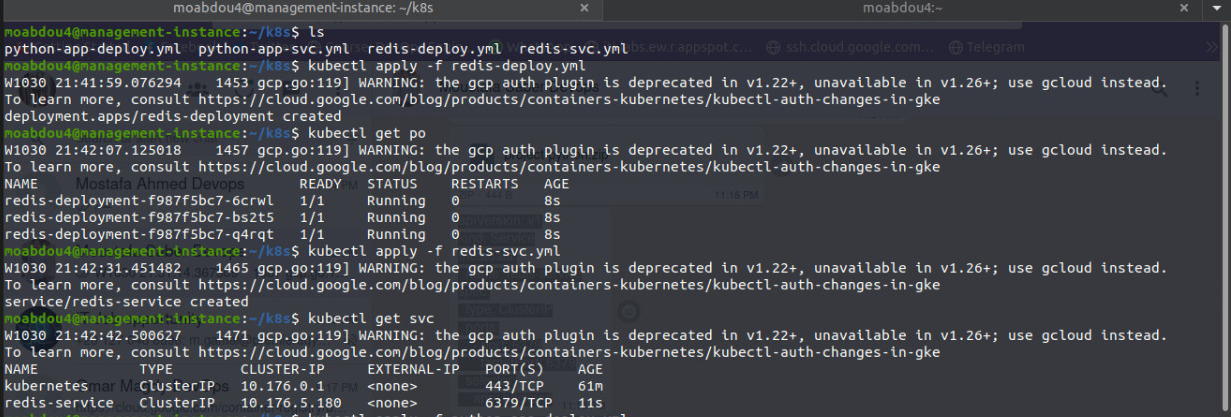 moabdou4@management-instance: ~/k8s
moabdou4:~
moabdou4@management-instance:~/k8s$ ls
python-app-deploy.yml python-app-svc.yml redis-deploy.yml redis-svc.yml
moabdou4@management-instance:~/k8s$ kubectl apply -f redis-deploy.yml
W1030 21:41:59.076294 1453 gcp.go:119] WARNING: the gcp auth plugin is deprecated in v1.22+, unavailable in v1.26+; use gcloud instead.
To learn more, consult https://cloud.google.com/blog/products/containers-kubernetes/kubectl-auth-changes-in-gke
deployment.apps/redis-deployment created
moabdou4@management-instance:~/k8s$ kubectl get po
W1030 21:42:07.125018 1457 gcp.go:119] WARNING: the gcp auth plugin is deprecated in v1.22+, unavailable in v1.26+; use gcloud instead.
To learn more, consult https://cloud.google.com/blog/products/containers-kubernetes/kubectl-auth-changes-in-gke
NAME READY STATUS RESTARTS AGE
redis-deployment-f987f5bc7-6crwl 1/1 Running 0 8s
redis-deployment-f987f5bc7-bs2t5 1/1 Running 0 8s
redis-deployment-f987f5bc7-q4rqt 1/1 Running 0 8s
moabdou4@management-instance:~/k8s$ kubectl apply -f redis-svc.yml
W1030 21:42:31.451482 1465 gcp.go:119] WARNING: the gcp auth plugin is deprecated in v1.22+, unavailable in v1.26+; use gcloud instead.
To learn more, consult https://cloud.google.com/blog/products/containers-kubernetes/kubectl-auth-changes-in-gke
service/redis-service created
moabdou4@management-instance:~/k8s$ kubectl get svc
W1030 21:42:42.500627 1471 gcp.go:119] WARNING: the gcp auth plugin is deprecated in v1.22+, unavailable in v1.26+; use gcloud instead.
To learn more, consult https://cloud.google.com/blog/products/containers-kubernetes/kubectl-auth-changes-in-gke
NAME TYPE CLUSTER-IP EXTERNAL-IP PORT(S) AGE
kubernetes ClusterIP 10.176.0.1 <none> 443/TCP 61m
redis-service ClusterIP 10.176.5.180 <none> 6379/TCP 11s
ssh.cloud.google.com...
Telegram
Mostafa Ahmed Devops
11:16 PM
type: ClusterIP